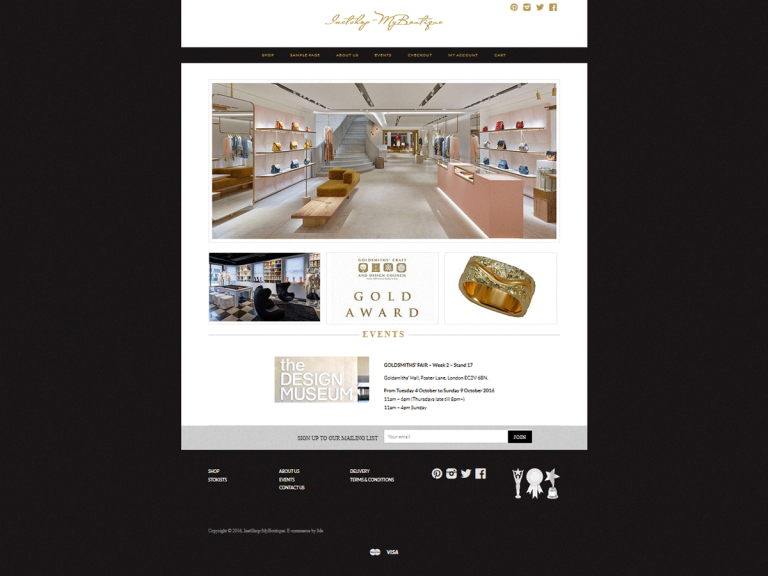 Instshop-MyBoutique
SHOP SAMPLE PAGE ABOUT US EVENTS CHECKOUT MY ACCOUNT CART
GOLDSMITHS' CRAFT
AND DESIGN COUNCIL
GOLD
AWARD
EVENTS
the
DESIGN
MUSEUM
GOLDSMITHS' FAIR – Week 2 – Stand 17
Goldsmiths' Hall, Foster Lane, London EC2V 6BN.
From Tuesday 4 October to Sunday 9 October 2016
11am – 6pm (Thursdays late till 8pm–)
11am – 4pm Sunday
SIGN UP TO OUR MAILING LIST
Your email
JOIN
SHOP
STOKISTS
ABOUT US
EVENTS
CONTACT US
DELIVERY
TERMS & CONDITIONS
Copyright © 2016, InstShop-MyBoutique. E-commerce by Me
VISA